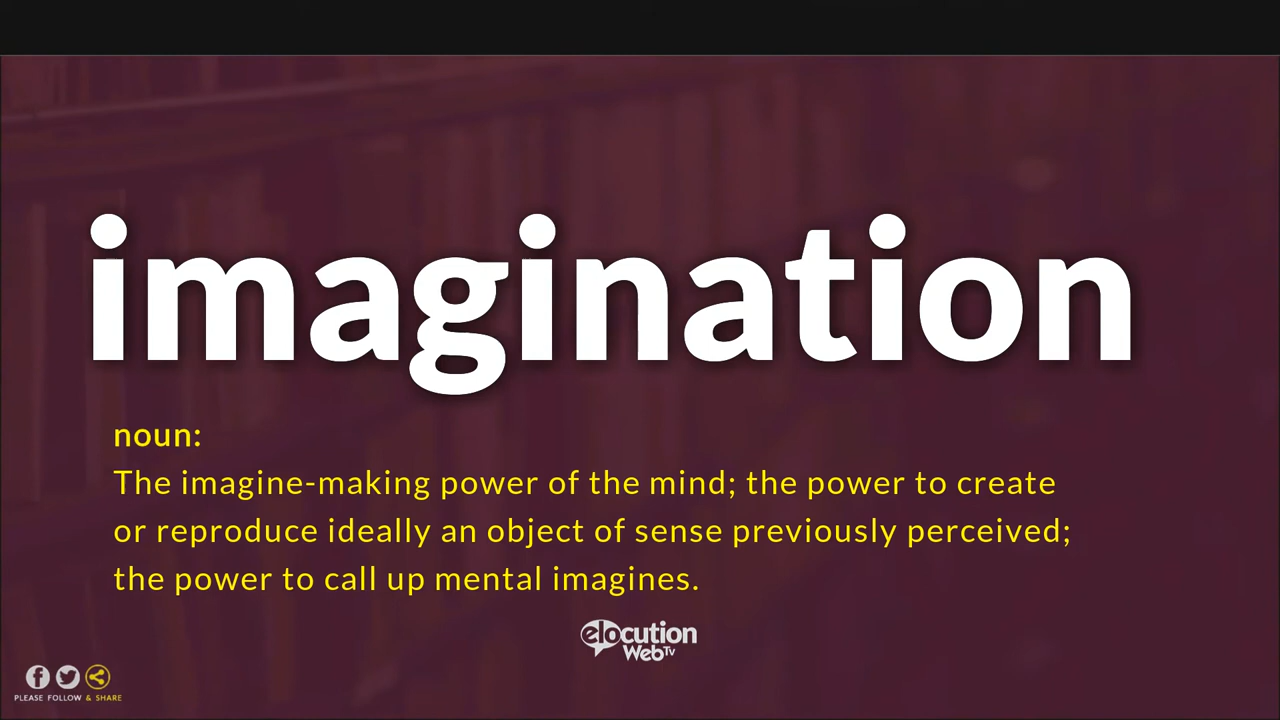 imagination
noun:
The imagine-making power of the mind; the power to create
or reproduce ideally an object of sense previously perceived;
the power to call up mental imagines.
elocution
WebTv
PLEASE FOLLOW & SHARE